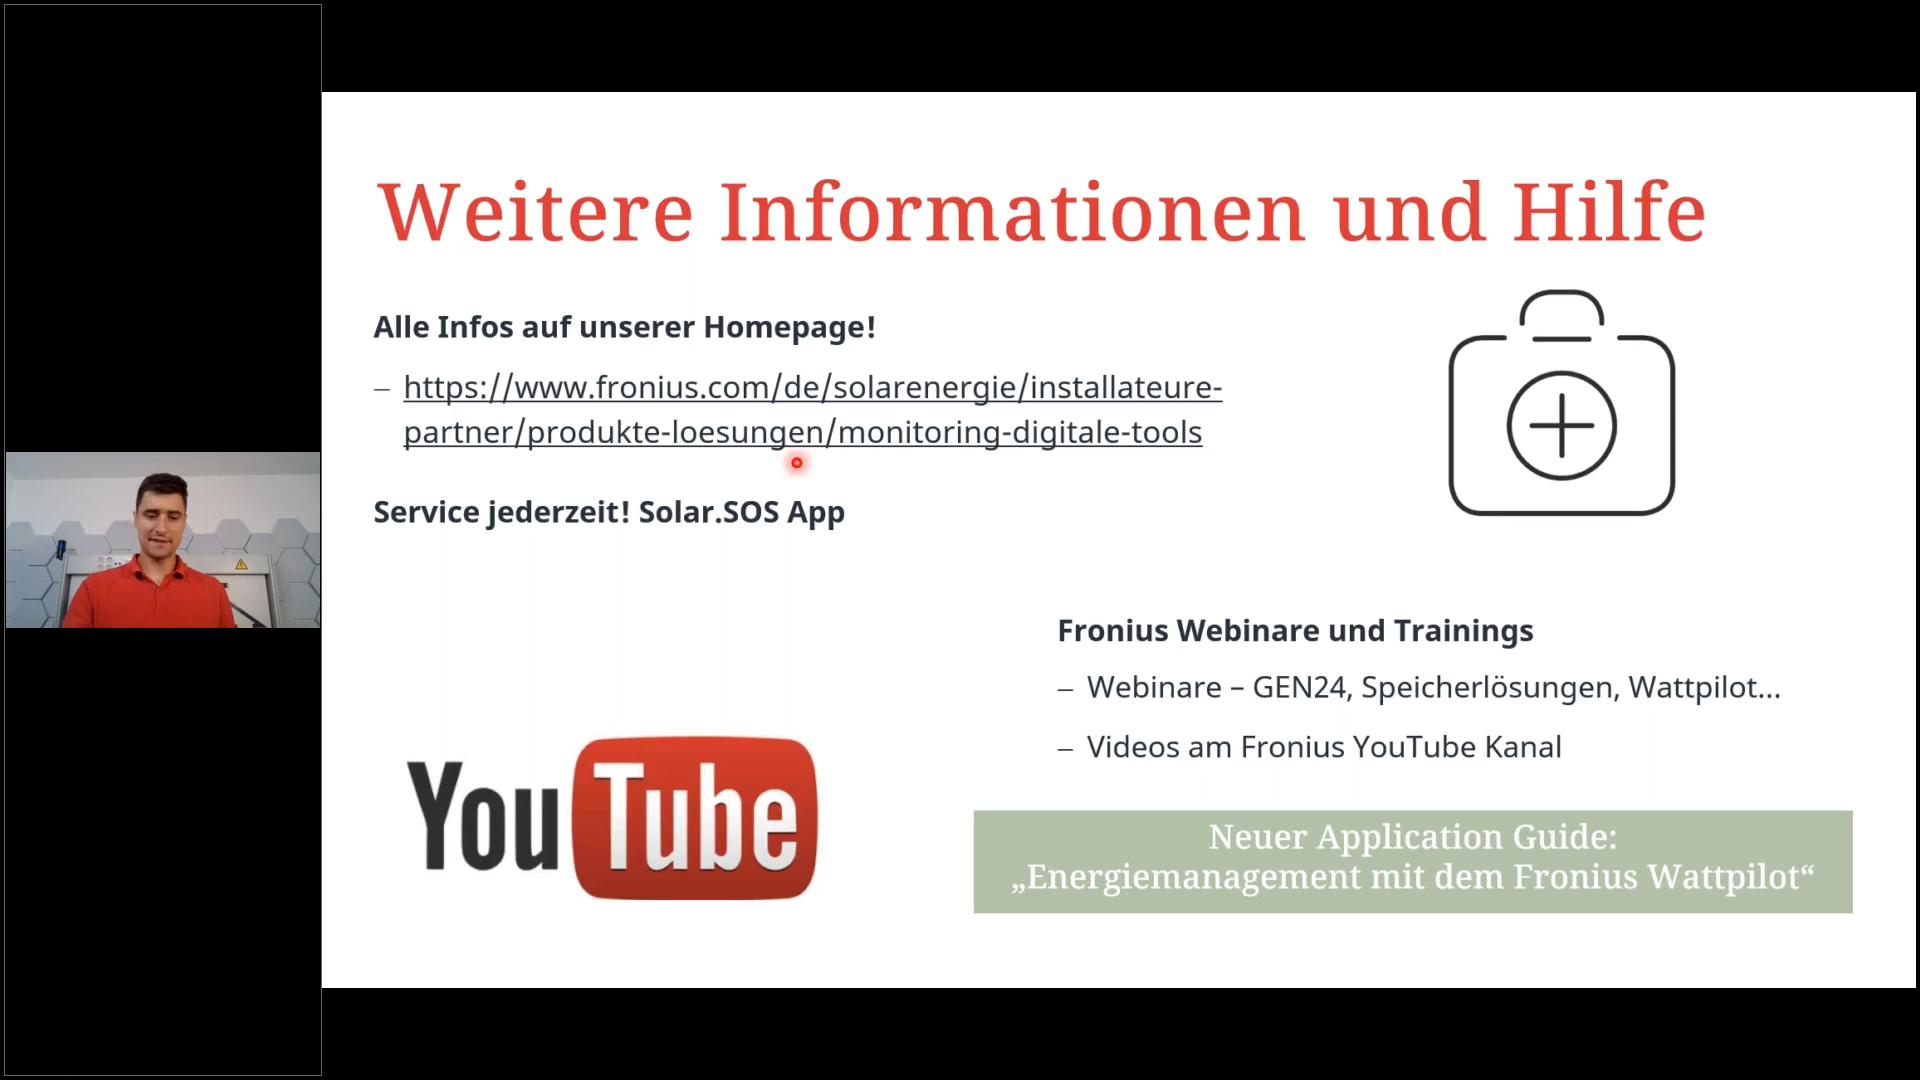 Weitere Informationen und Hilfe
Alle Infos auf unserer Homepage!
– https://www.fronius.com/de/solarenergie/installateure-
partner/produkte-loesungen/monitoring-digitale-tools
Service jederzeit! Solar.SOS App
Fronius Webinare und Trainings
– Webinare – GEN24, Speicherlösungen, Wattpilot...
– Videos am Fronius YouTube Kanal
YouTube
Neuer Application Guide:
„Energiemanagement mit dem Fronius Wattpilot“